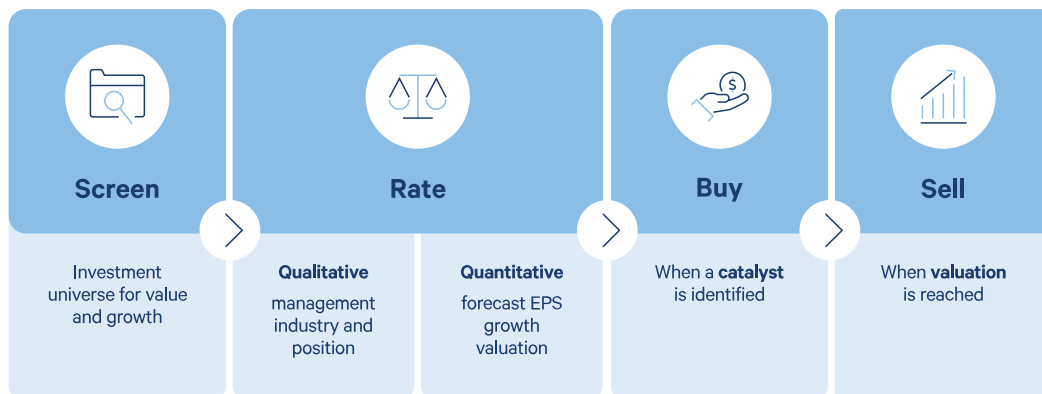 Screen
Investment
universe for value
and growth
Rate
Qualitative
management
industry and
position
Quantitative
forecast EPS
growth
valuation
$
Buy
When a catalyst
is identified
Sell
When valuation
is reached